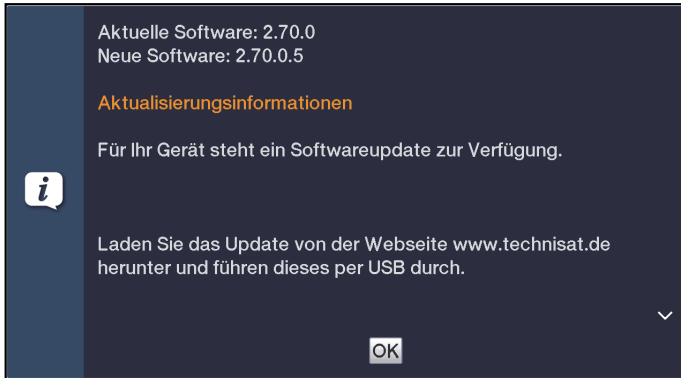 Aktuelle Software: 2.70.0
Neue Software: 2.70.0.5
Aktualisierungsinformationen
Für Ihr Gerät steht ein Softwareupdate zur Verfügung.
Laden Sie das Update von der Webseite www.technisat.de
herunter und führen dieses per USB durch.
OK